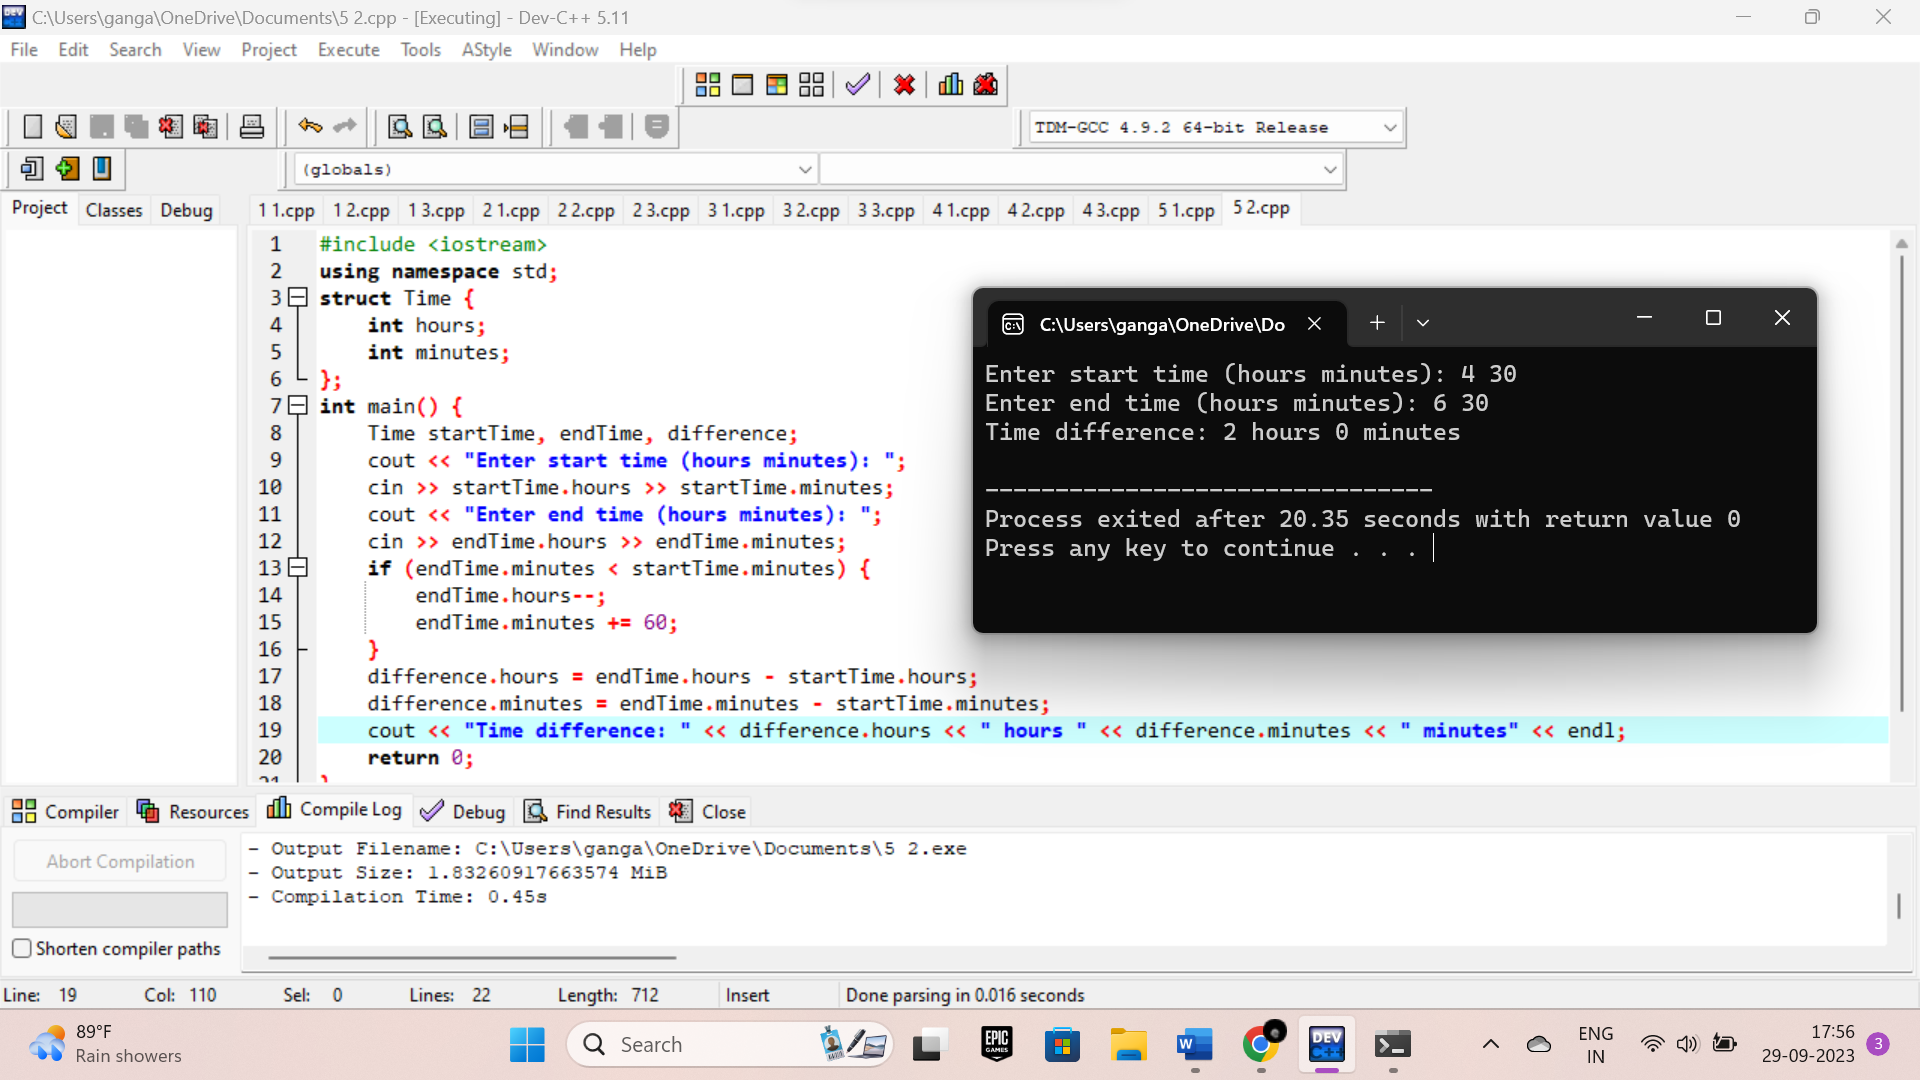 C:\Users\ganga\OneDrive\Documents\5 2.cpp - [Executing] - Dev-C++ 5.11
File Edit Search View Project Execute Tools AStyle Window Help
TDM-GCC 4.9.2 64-bit Release
(globals)
Project Classes Debug
1 1.cpp 1 2.cpp 1 3.cpp 2 1.cpp 2 2.cpp 2 3.cpp 3 1.cpp 3 2.cpp 3 3.cpp 4 1.cpp 4 2.cpp 4 3.cpp 5 1.cpp 5 2.cpp
1 #include <iostream>
2 using namespace std;
3 struct Time {
4 int hours;
5 int minutes;
6 };
7 int main() {
8 Time startTime, endTime, difference;
9 cout << "Enter start time (hours minutes): ";
10 cin >> startTime.hours >> startTime.minutes;
11 cout << "Enter end time (hours minutes): ";
12 cin >> endTime.hours >> endTime.minutes;
13 if (endTime.minutes < startTime.minutes) {
14 endTime.hours--;
15 endTime.minutes += 60;
16 }
17 difference.hours = endTime.hours - startTime.hours;
18 difference.minutes = endTime.minutes - startTime.minutes;
19 cout << "Time difference: " << difference.hours << " hours " << difference.minutes << " minutes" << endl;
20 return 0;
21 }
C:\Users\ganga\OneDrive\Do
Enter start time (hours minutes): 4 30
Enter end time (hours minutes): 6 30
Time difference: 2 hours 0 minutes
--------------------------------
Process exited after 20.35 seconds with return value 0
Press any key to continue . . .
Compiler Resources Compile Log Debug Find Results Close
Abort Compilation
Shorten compiler paths
- Output Filename: C:\Users\ganga\OneDrive\Documents\5 2.exe
- Output Size: 1.83260917663574 MiB
- Compilation Time: 0.45s
Line: 19 Col: 110 Sel: 0 Lines: 22 Length: 712 Insert Done parsing in 0.016 seconds
89°F
Rain showers
Search
EPIC
GAMES
W
DEV
C++
ENG
IN
17:56
29-09-2023
3